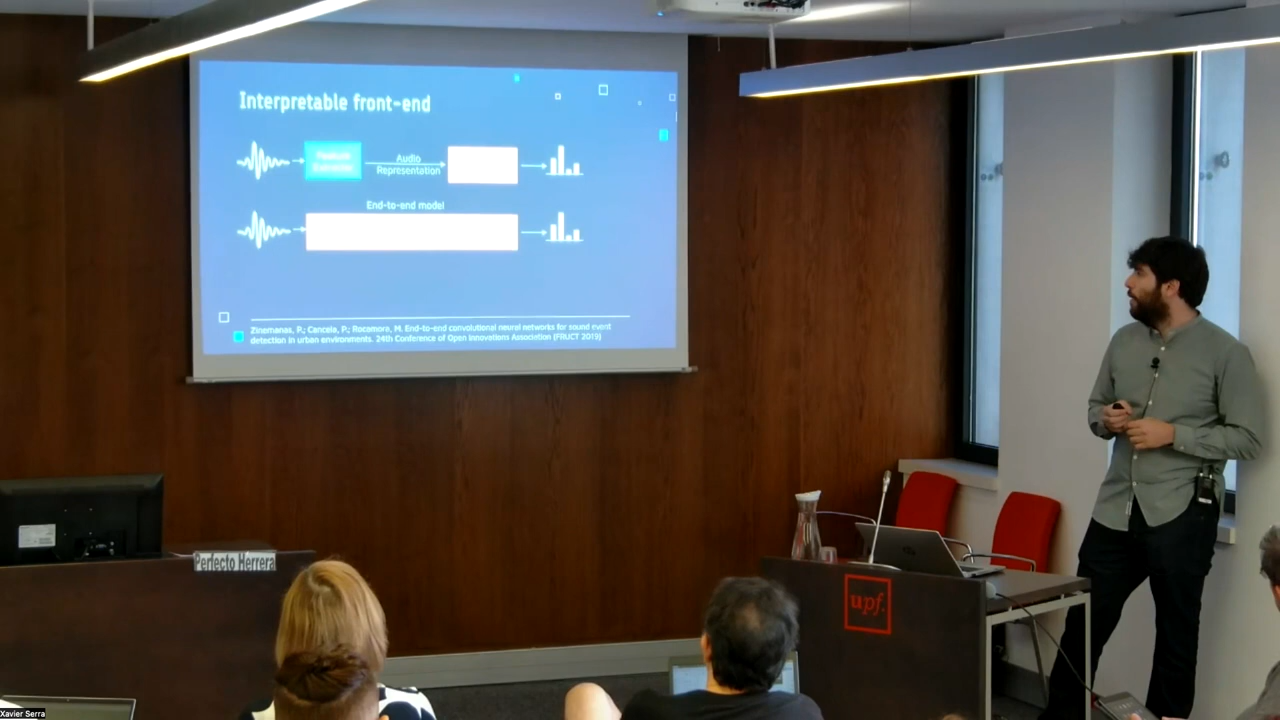 Interpretable front-end
Audio
Representation
End-to-end model
Zinemanas, P.; Cancela, P.; Rocamora, M. End-to-end convolutional neural networks for sound event
detection in urban environments. 24th Conference of Open Innovations Association (FRUCT 2019)
Perfecto Herrera
upf.
Xavier Serra